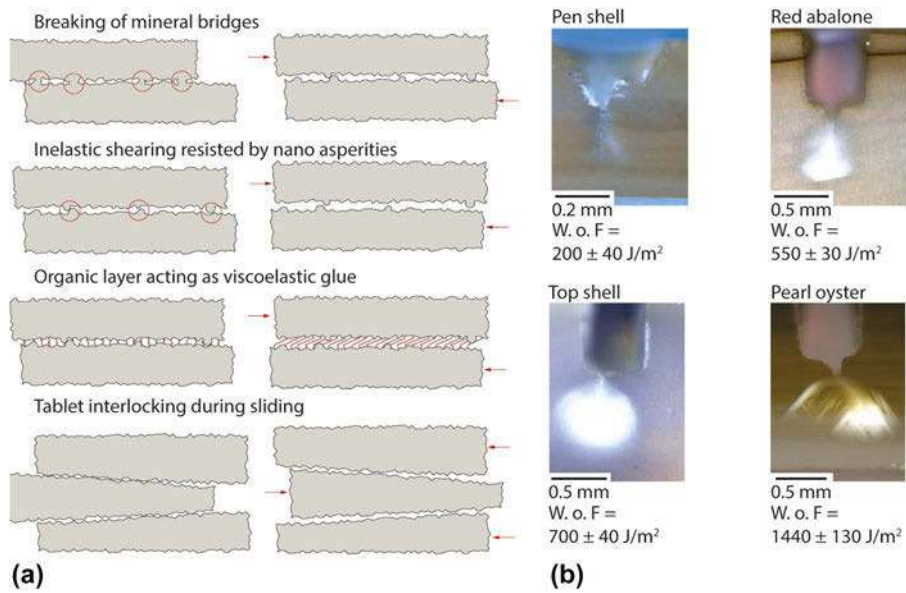 Breaking of mineral bridges
Inelastic shearing resisted by nano asperities
Organic layer acting as viscoelastic glue
Tablet interlocking during sliding
(a)
Pen shell
0.2 mm
W. o. F =
200 ± 40 J/m²
Red abalone
0.5 mm
W. o. F =
550 ± 30 J/m²
Top shell
0.5 mm
W. o. F =
700 ± 40 J/m²
Pearl oyster
0.5 mm
W. o. F =
1440 ± 130 J/m²
(b)